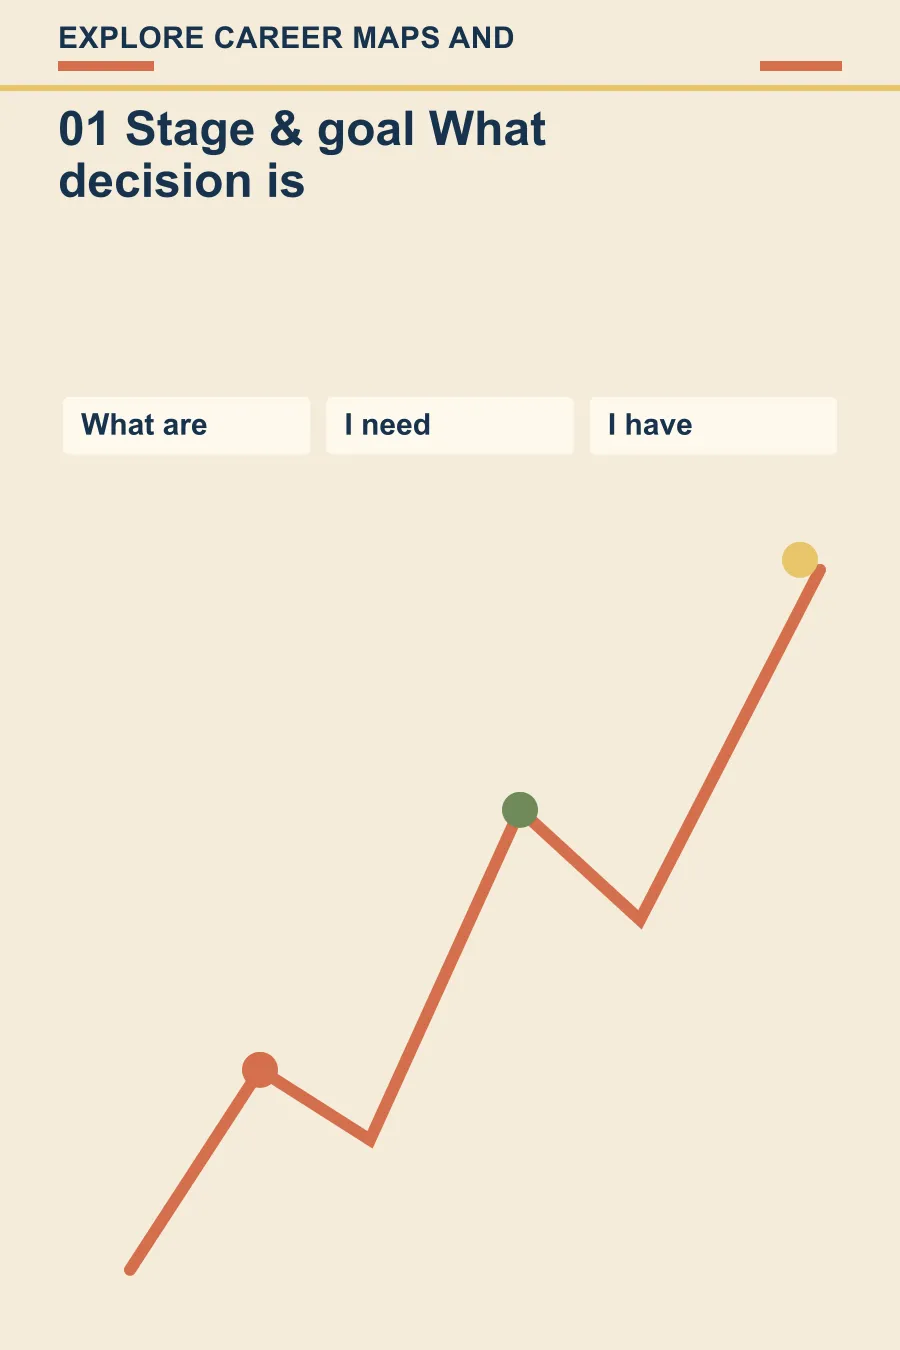 EXPLORE CAREER MAPS AND
01 Stage & goal What
decision is
What are
I need
I have